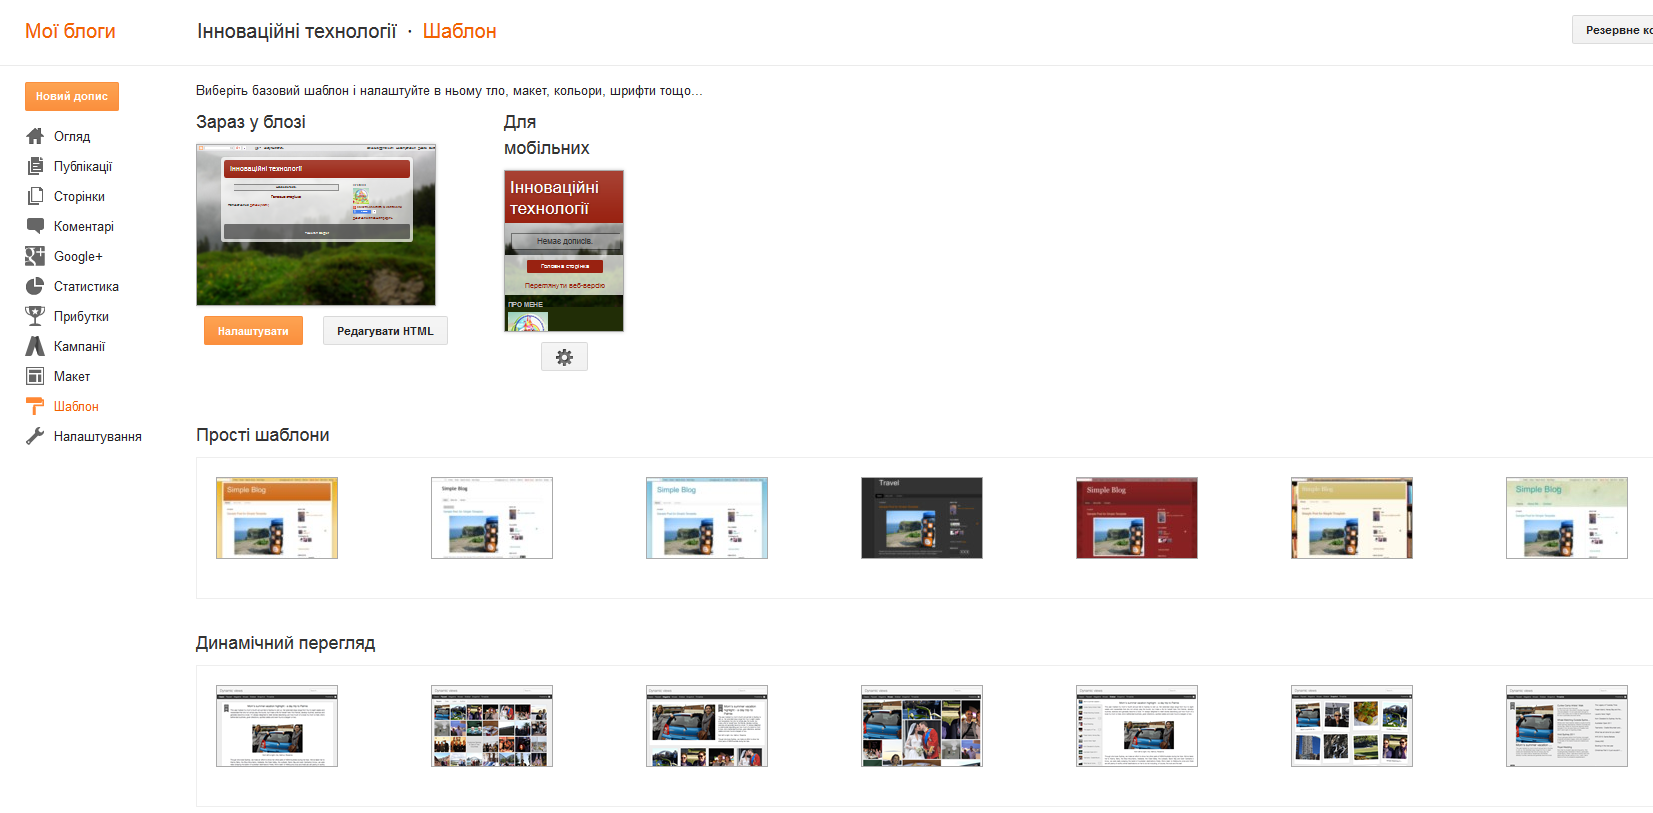 Мої блоги
Інноваційні технології · Шаблон
Резервне ко
Новий допис
Огляд
Публікації
Сторінки
Коментарі
Google+
Статистика
Прибутки
Кампанії
Макет
Шаблон
Налаштування
Виберіть базовий шаблон і налаштуйте в ньому тло, макет, кольори, шрифти тощо...
Зараз у блозі
Інноваційні технології
Налаштувати
Редагувати HTML
Для
мобільних
Інноваційні
технології
Немає дописів.
Головна сторінка
Переглянути веб-версію
ПРО МЕНЕ
Прості шаблони
Simple Blog
Simple Blog
Simple Blog
Travel
Simple Blog
Simple Blog
Simple Blog
Динамічний перегляд